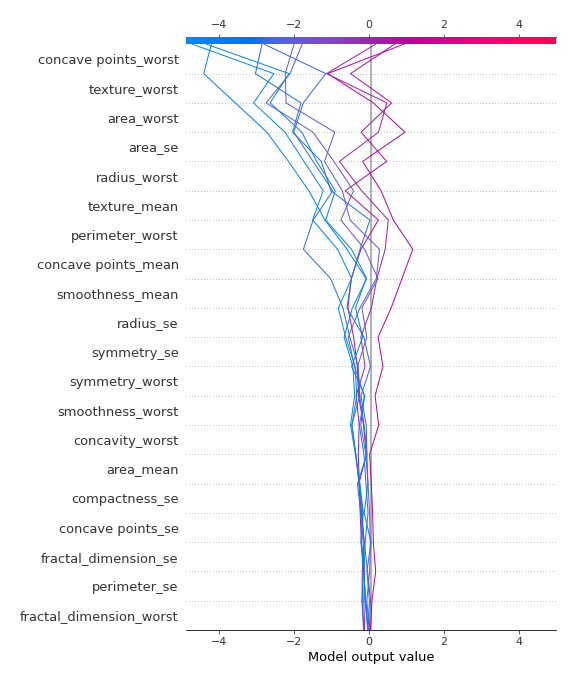 −4 −2 0 2 4
concave points_worst
texture_worst
area_worst
area_se
radius_worst
texture_mean
perimeter_worst
concave points_mean
smoothness_mean
radius_se
symmetry_se
symmetry_worst
smoothness_worst
concavity_worst
area_mean
compactness_se
concave points_se
fractal_dimension_se
perimeter_se
fractal_dimension_worst
−4 −2 0 2 4
Model output value